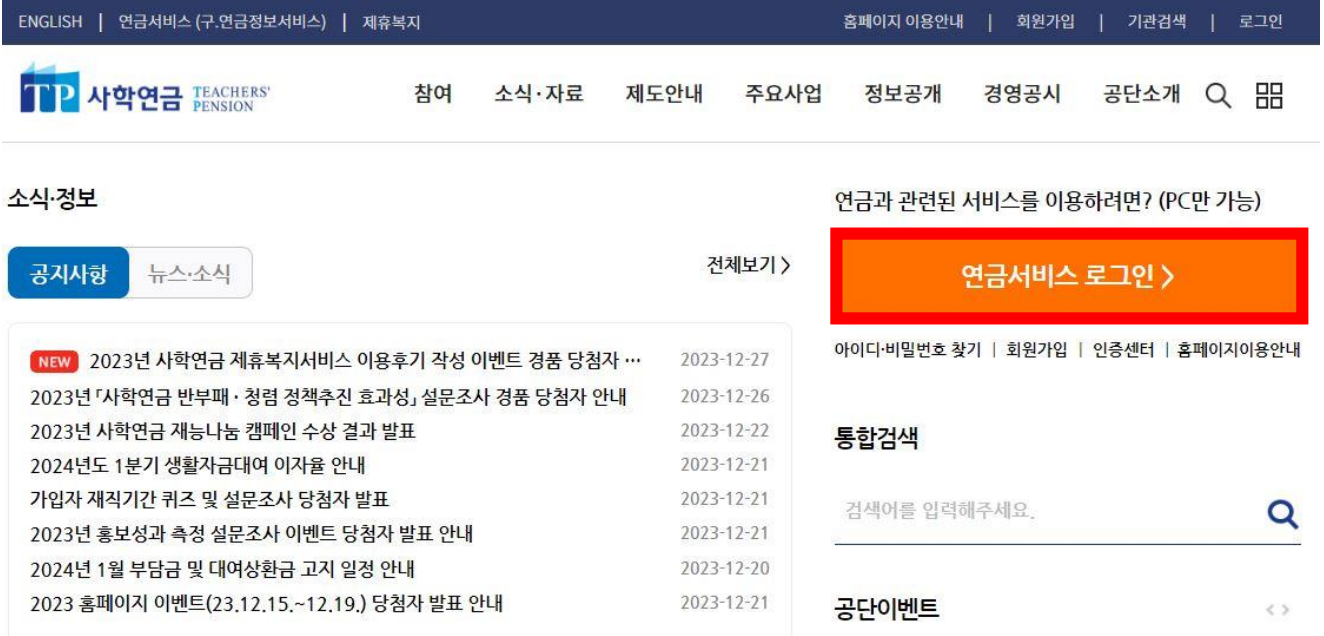 ENGLISH | 연금서비스 (구.연금정보서비스) | 제휴복지
홈페이지 이용안내 | 회원가입 | 기관검색 | 로그인
TP 사학연금 TEACHERS' PENSION
참여 소식·자료 제도안내 주요사업 정보공개 경영공시 공단소개
소식·정보
공지사항 뉴스·소식 전체보기 >
NEW 2023년 사학연금 제휴복지서비스 이용후기 작성 이벤트 경품 당첨자 ··· 2023-12-27
2023년 ｢사학연금 반부패 · 청렴 정책추진 효과성｣ 설문조사 경품 당첨자 안내 2023-12-26
2023년 사학연금 재능나눔 캠페인 수상 결과 발표 2023-12-22
2024년도 1분기 생활자금대여 이자율 안내 2023-12-21
가입자 재직기간 퀴즈 및 설문조사 당첨자 발표 2023-12-21
2023년 홍보성과 측정 설문조사 이벤트 당첨자 발표 안내 2023-12-21
2024년 1월 부담금 및 대여상환금 고지 일정 안내 2023-12-20
2023 홈페이지 이벤트(23.12.15.~12.19.) 당첨자 발표 안내 2023-12-21
연금과 관련된 서비스를 이용하려면? (PC만 가능)
연금서비스 로그인 >
아이디·비밀번호 찾기 | 회원가입 | 인증센터 | 홈페이지이용안내
통합검색
검색어를 입력해주세요.
공단이벤트 < >